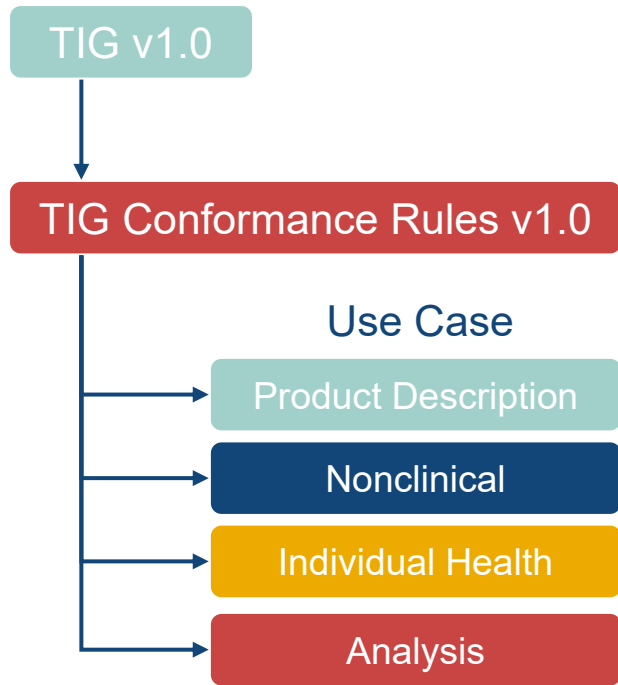 TIG v1.0
TIG Conformance Rules v1.0
Use Case
Product Description
Nonclinical
Individual Health
Analysis